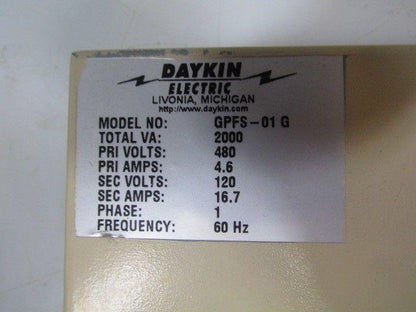 DAYKIN
ELECTRIC
LIVONIA, MICHIGAN
http://www.daykin.com
MODEL NO: GPFS-01 G
TOTAL VA: 2000
PRI VOLTS: 480
PRI AMPS: 4.6
SEC VOLTS: 120
SEC AMPS: 16.7
PHASE: 1
FREQUENCY: 60 Hz